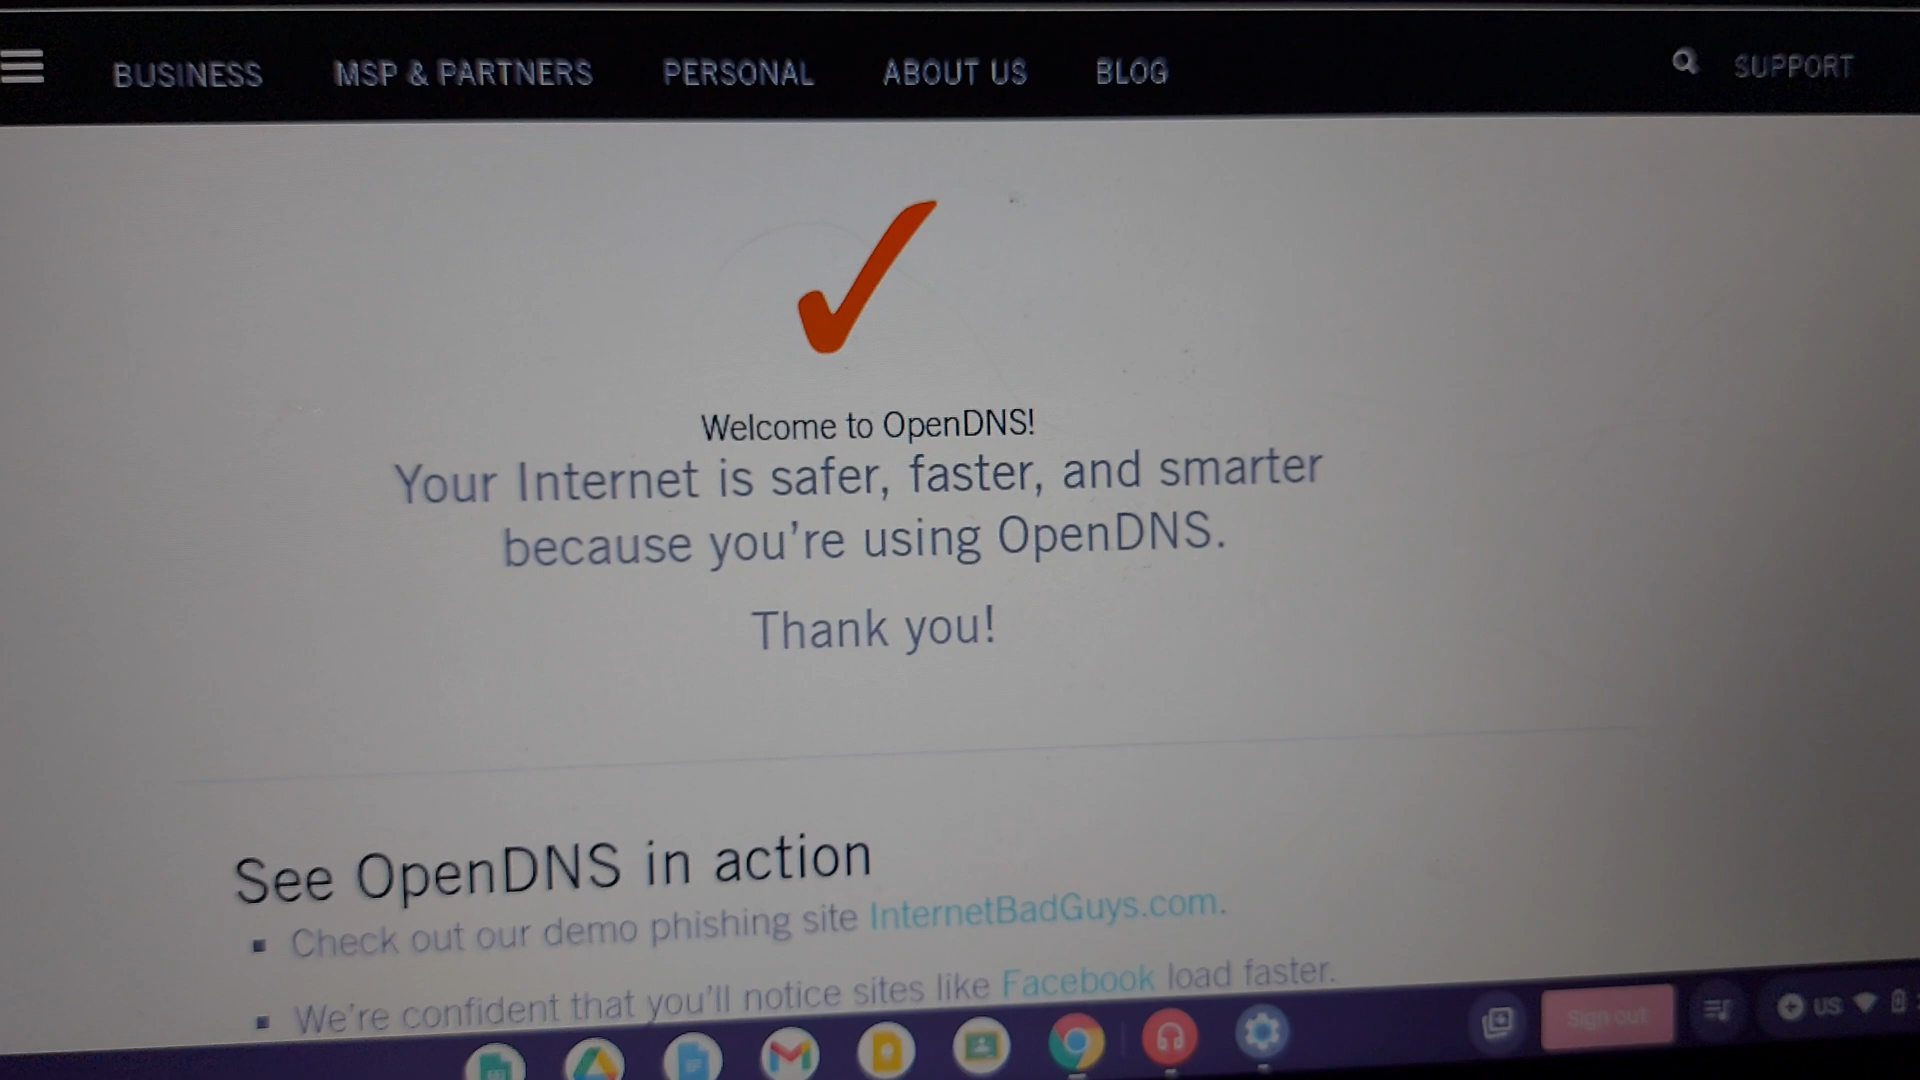 BUSINESS MSP & PARTNERS PERSONAL ABOUT US BLOG SUPPORT
Welcome to OpenDNS!
Your Internet is safer, faster, and smarter
because you're using OpenDNS.
Thank you!
See OpenDNS in action
▪ Check out our demo phishing site InternetBadGuys.com.
▪ We're confident that you'll notice sites like Facebook load faster.
Sign out US